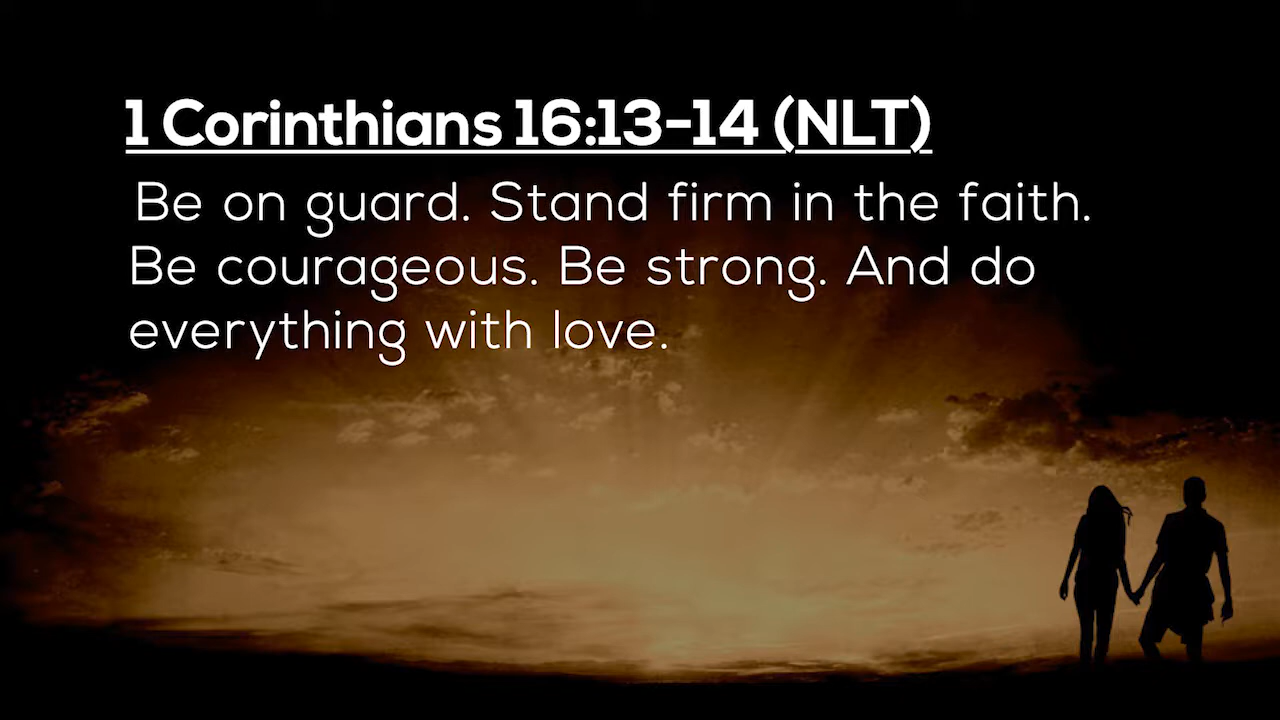 1 Corinthians 16:13-14 (NLT)
Be on guard. Stand firm in the faith.
Be courageous. Be strong. And do
everything with love.